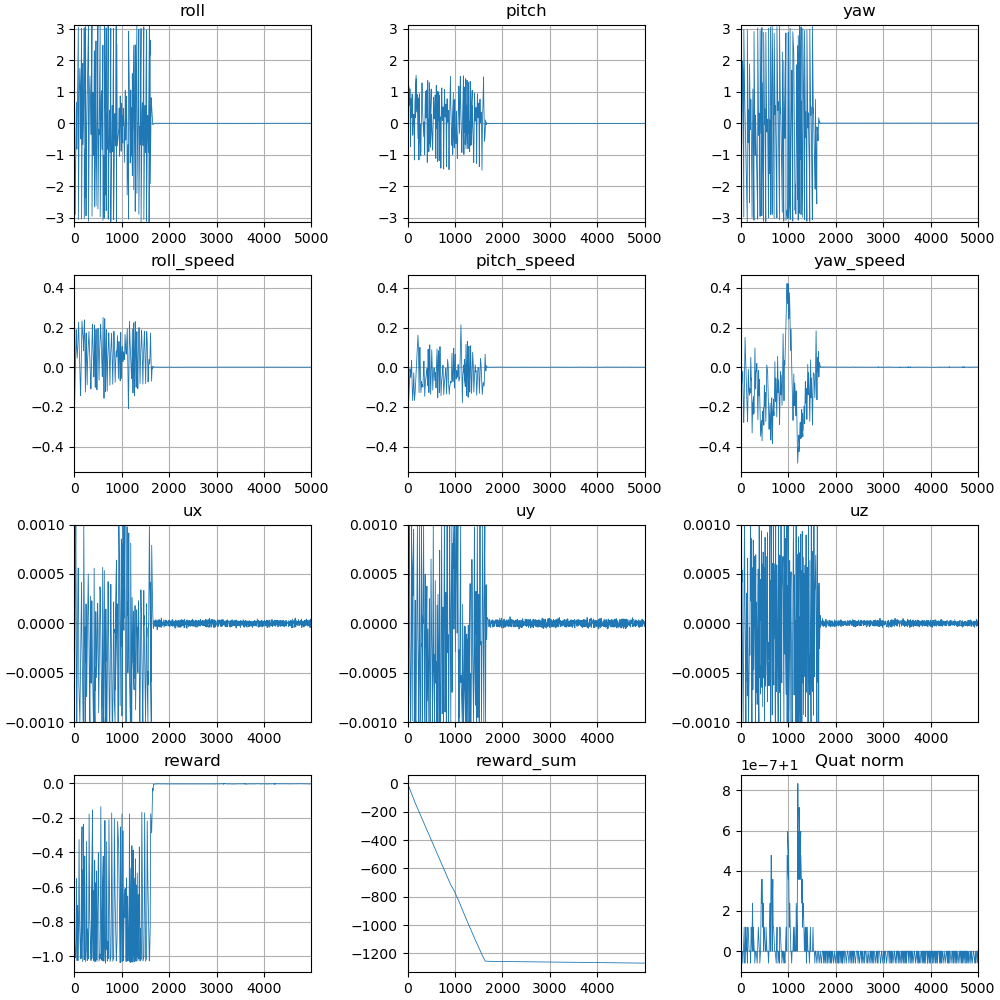 roll pitch yaw
3 3 3
2 2 2
1 1 1
0 0 0
−1 −1 −1
−2 −2 −2
−3 −3 −3
0 1000 2000 3000 4000 5000 0 1000 2000 3000 4000 5000 0 1000 2000 3000 4000 5000
roll_speed pitch_speed yaw_speed
0.4 0.4 0.4
0.2 0.2 0.2
0.0 0.0 0.0
−0.2 −0.2 −0.2
−0.4 −0.4 −0.4
0 1000 2000 3000 4000 5000 0 1000 2000 3000 4000 5000 0 1000 2000 3000 4000 5000
ux uy uz
0.0010 0.0010 0.0010
0.0005 0.0005 0.0005
0.0000 0.0000 0.0000
−0.0005 −0.0005 −0.0005
−0.0010 −0.0010 −0.0010
0 1000 2000 3000 4000 0 1000 2000 3000 4000 0 1000 2000 3000 4000
reward reward_sum Quat norm
1e−7+1
0.0 0 8
−0.2 −200 6
−0.4 −400 4
−0.6 −600 2
−0.8 −800 0
−1.0 −1000
−1200
0 1000 2000 3000 4000 5000 0 1000 2000 3000 4000 5000 0 1000 2000 3000 4000 5000